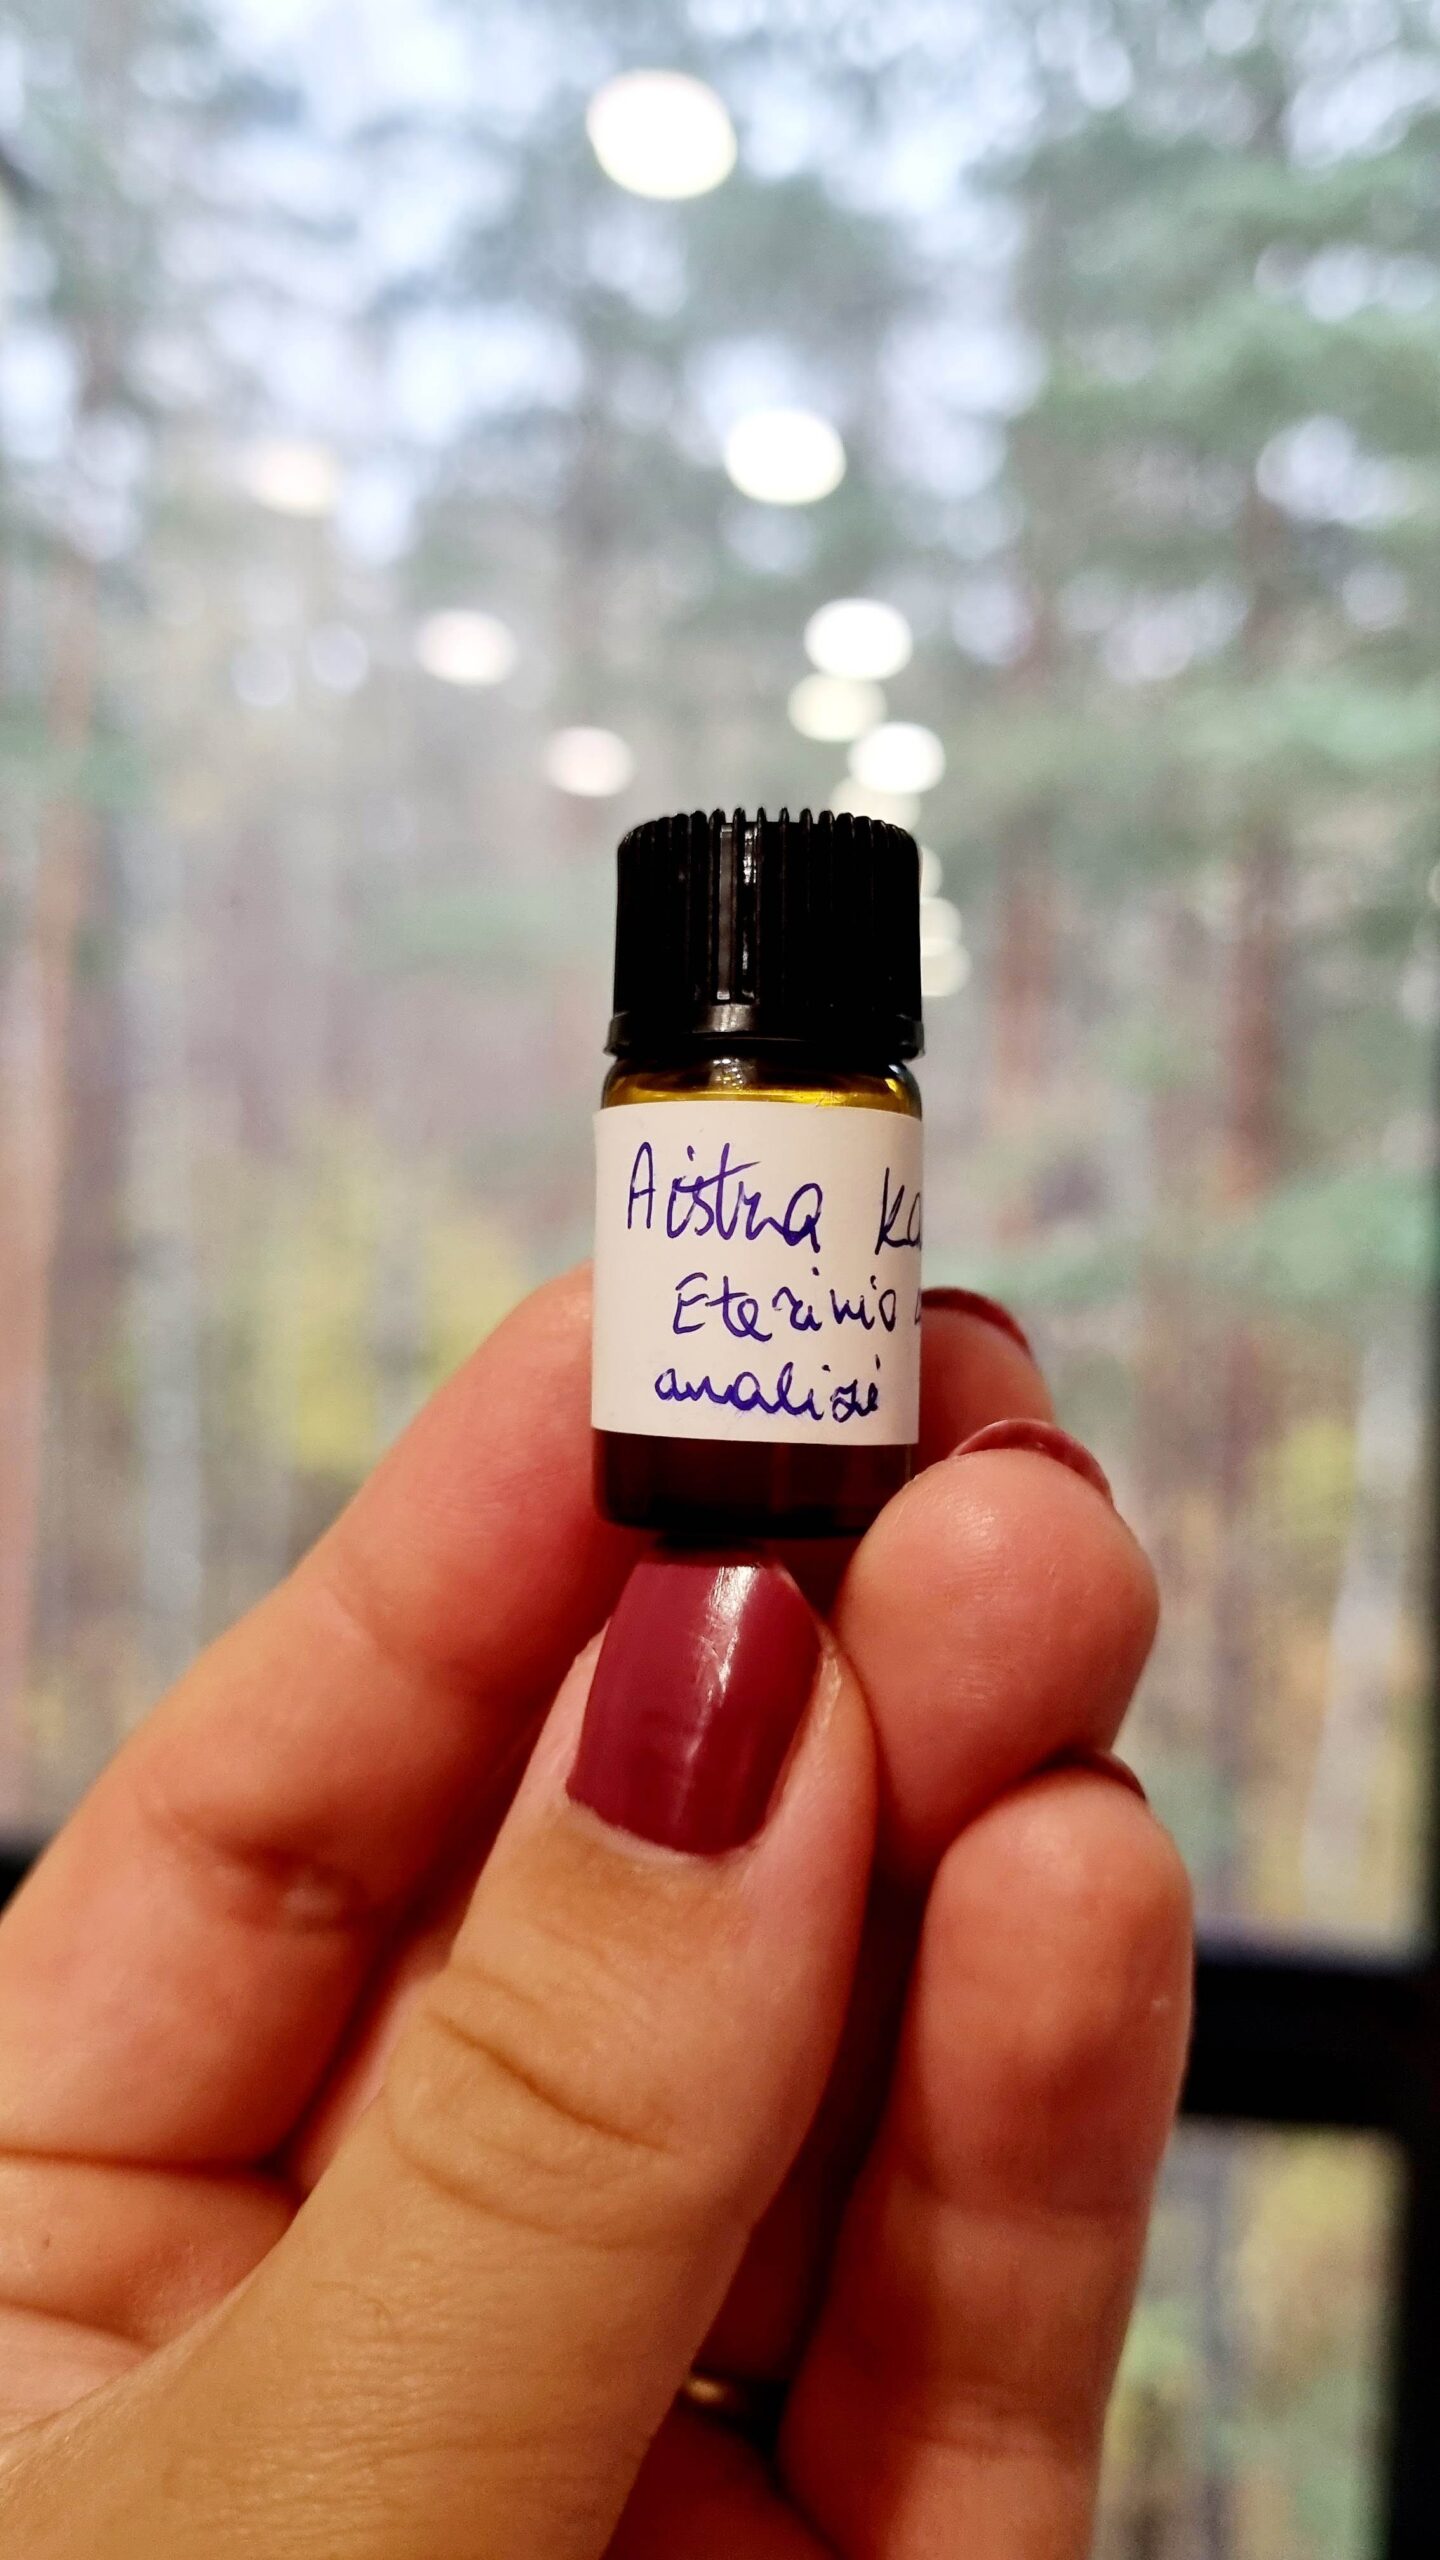 Aistra Ka
Eterinio
analizė